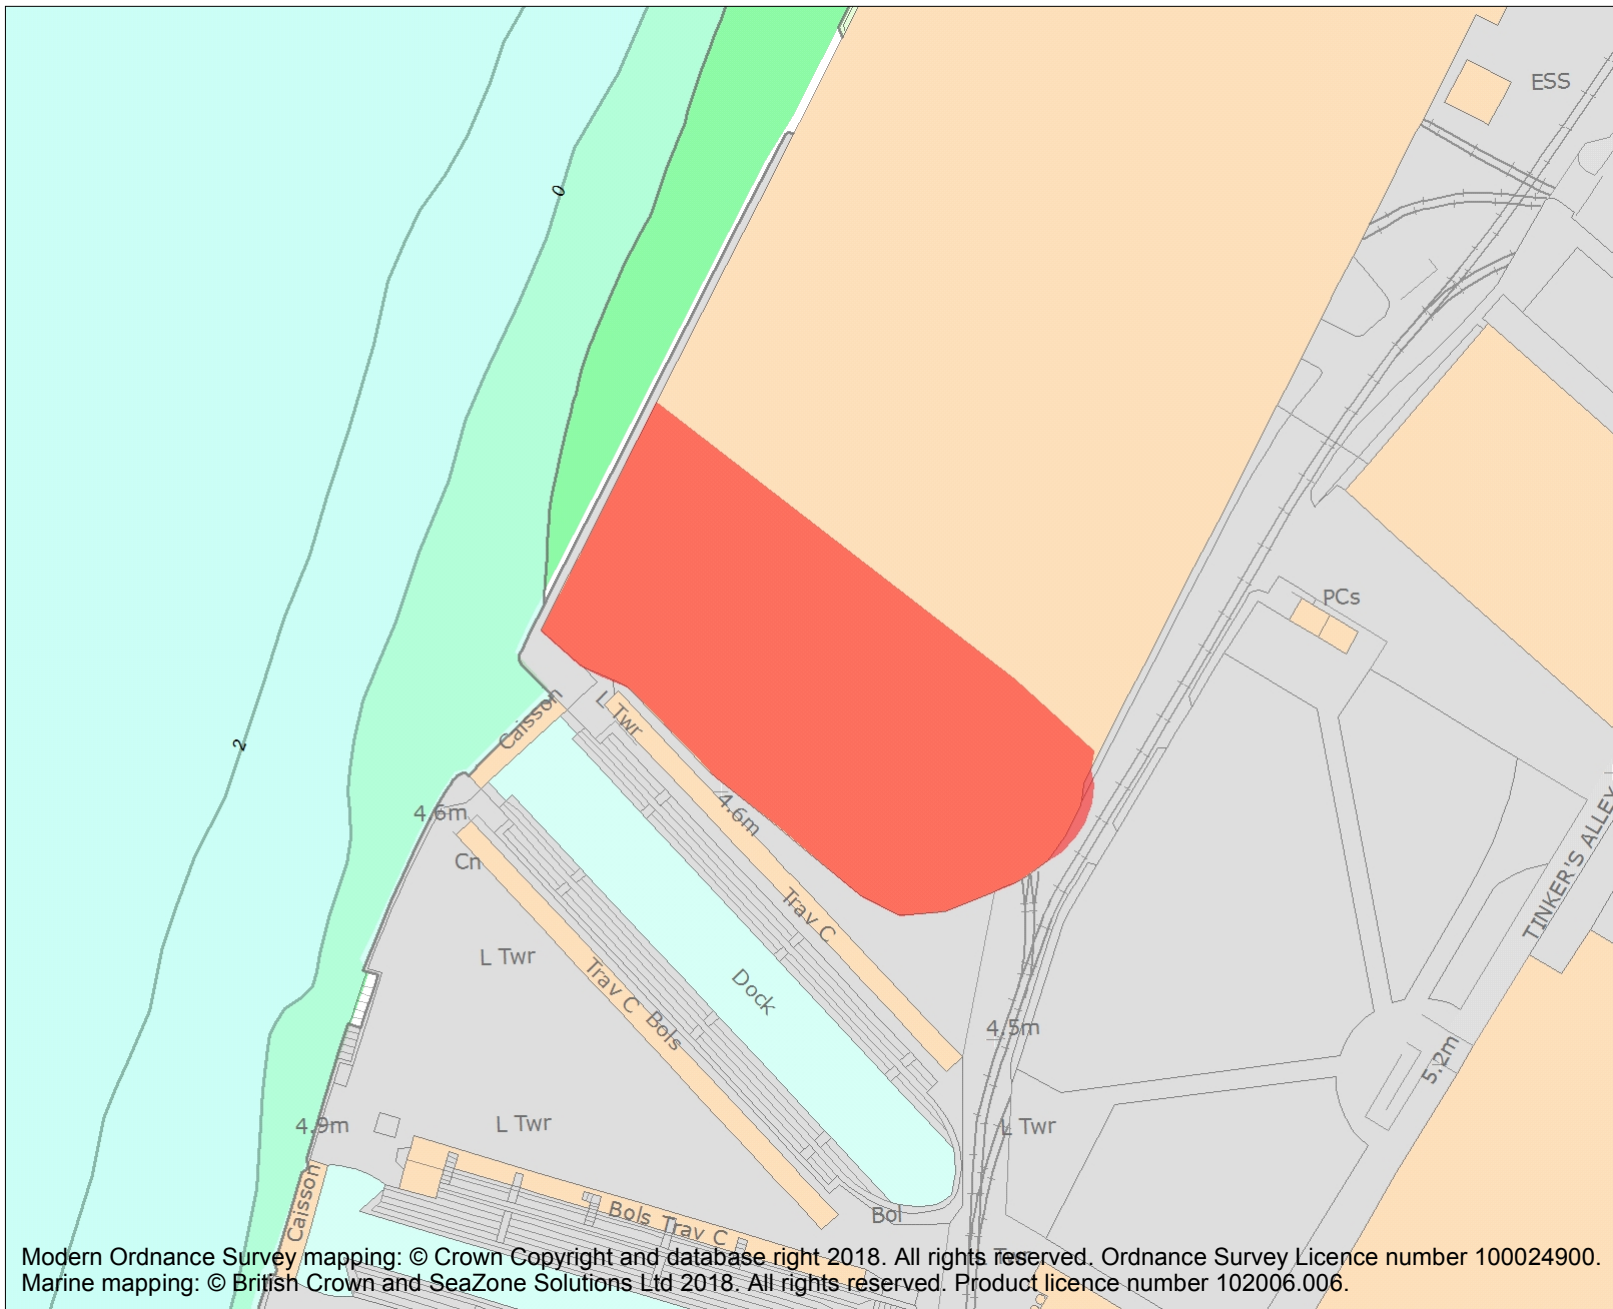 ESS
0
PCs
2
Caisson
L Twr
4.6m
4.6m
Cn
TINKER'S ALLEY
Trav C
L Twr
Dock
Trav C
Bols
4.5m
5.2m
4.9m
L Twr
L Twr
Caisson
Bols
Trav C
Bol
Modern Ordnance Survey mapping: © Crown Copyright and database right 2018. All rights reserved. Ordnance Survey Licence number 100024900.
Marine mapping: © British Crown and SeaZone Solutions Ltd 2018. All rights reserved. Product licence number 102006.006.